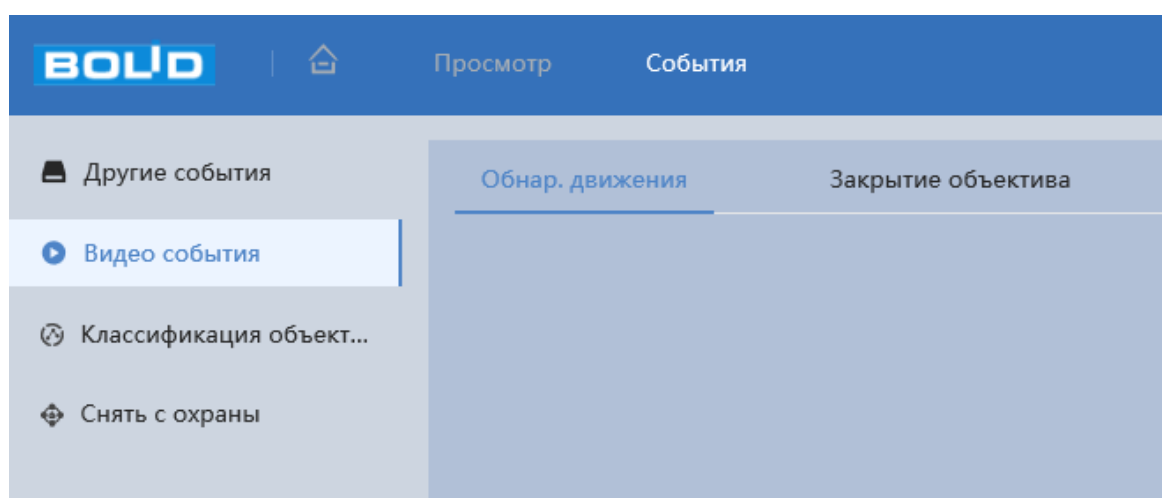 BOLID
Просмотр События
Другие события
Обнар. движения Закрытие объектива
Видео события
Классификация объект...
Снять с охраны